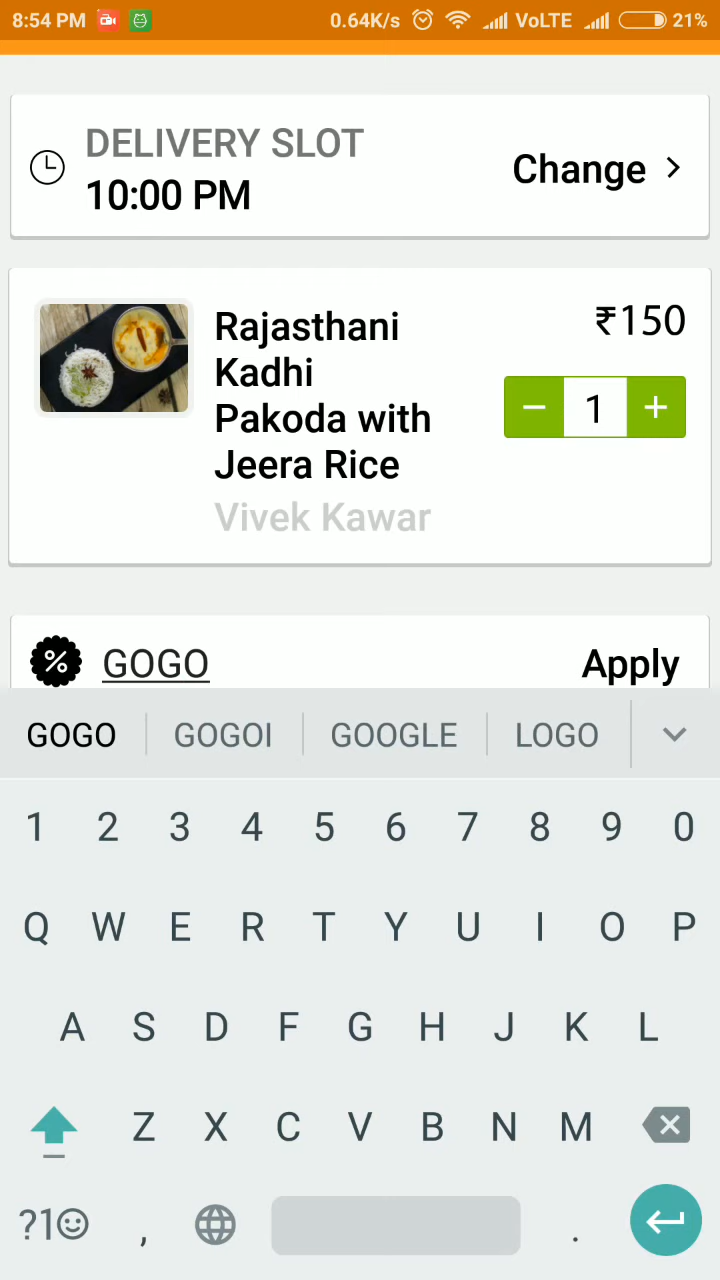 8:54 PM 0.64K/s VoLTE 21%
DELIVERY SLOT
10:00 PM
Change
Rajasthani
Kadhi
Pakoda with
Jeera Rice
₹150
− 1 +
Vivek Kawar
% GOGO Apply
GOGO GOGOI GOOGLE LOGO
1 2 3 4 5 6 7 8 9 0
Q W E R T Y U I O P
A S D F G H J K L
Z X C V B N M
?1☺ , .